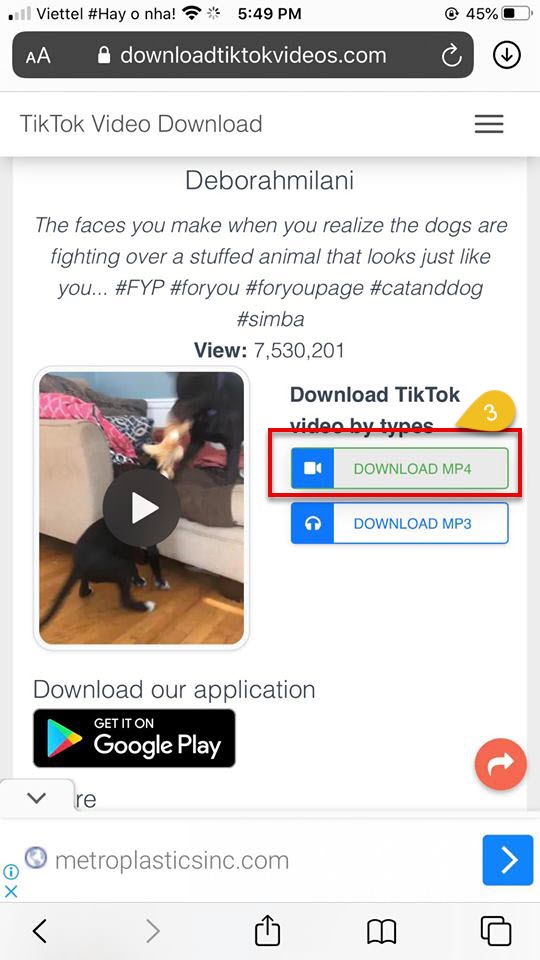 Viettel #Hay o nha! 5:49 PM 45%
AA downloadtiktokvideos.com
TikTok Video Download
Deborahmilani
The faces you make when you realize the dogs are
fighting over a stuffed animal that looks just like
you... #FYP #foryou #foryoupage #catanddog
#simba
View: 7,530,201
Download TikTok
video by types
3
DOWNLOAD MP4
DOWNLOAD MP3
Download our application
GET IT ON
Google Play
re
metroplasticsinc.com